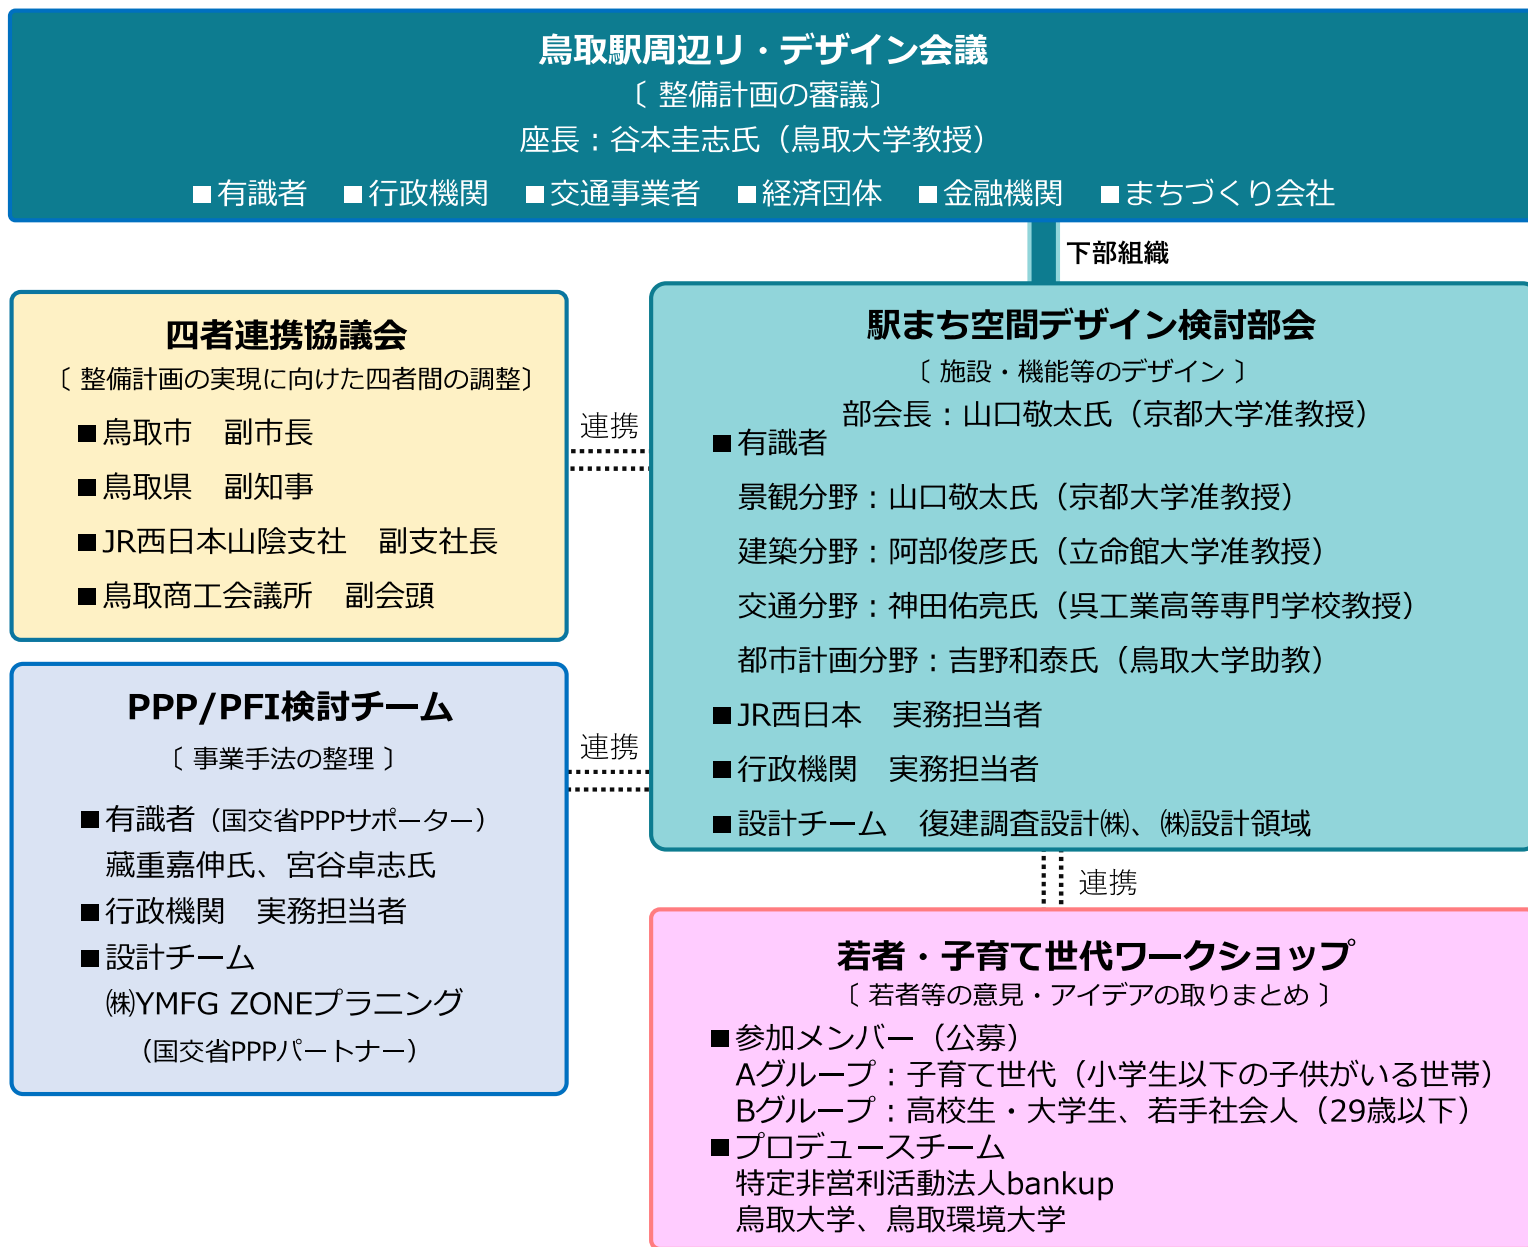 鳥取駅周辺リ・デザイン会議
〔 整備計画の審議〕
座長：谷本圭志氏（鳥取大学教授）
■有識者　■行政機関　■交通事業者　■経済団体　■金融機関　■まちづくり会社
下部組織
四者連携協議会
〔 整備計画の実現に向けた四者間の調整〕
■鳥取市　副市長
■鳥取県　副知事
■JR西日本山陰支社　副支社長
■鳥取商工会議所　副会頭
連携
駅まち空間デザイン検討部会
〔 施設・機能等のデザイン 〕
部会長：山口敬太氏（京都大学准教授）
■有識者
景観分野：山口敬太氏（京都大学准教授）
建築分野：阿部俊彦氏（立命館大学准教授）
交通分野：神田佑亮氏（呉工業高等専門学校教授）
都市計画分野：吉野和泰氏（鳥取大学助教）
■JR西日本　実務担当者
■行政機関　実務担当者
■設計チーム　復建調査設計㈱、㈱設計領域
PPP/PFI検討チーム
〔 事業手法の整理 〕
■有識者（国交省PPPサポーター）
藏重嘉伸氏、宮谷卓志氏
■行政機関　実務担当者
■設計チーム
㈱YMFG ZONEプラニング
（国交省PPPパートナー）
連携
連携
若者・子育て世代ワークショップ
〔 若者等の意見・アイデアの取りまとめ 〕
■参加メンバー（公募）
Aグループ：子育て世代（小学生以下の子供がいる世帯）
Bグループ：高校生・大学生、若手社会人（29歳以下）
■プロデュースチーム
特定非営利活動法人bankup
鳥取大学、鳥取環境大学